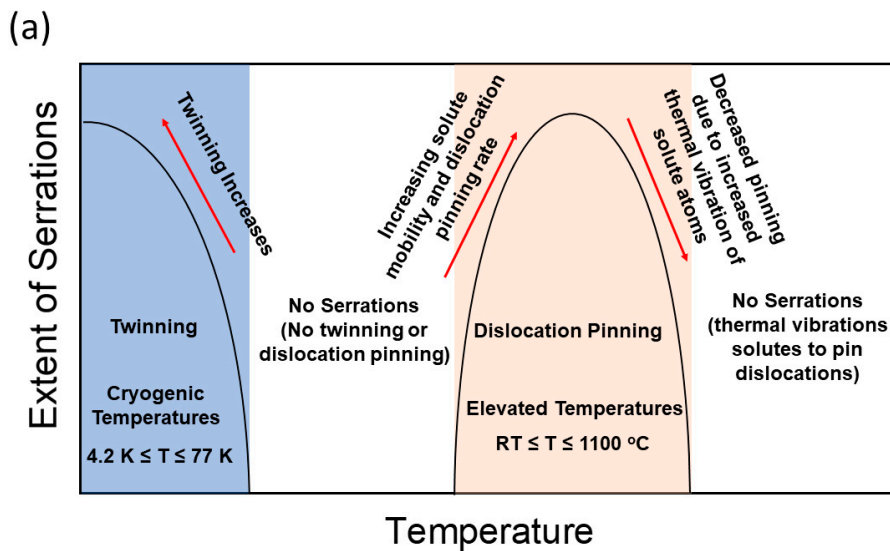 (a)
Extent of Serrations
Twinning Increases
Twinning
Cryogenic
Temperatures
4.2 K ≤ T ≤ 77 K
No Serrations
(No twinning or
dislocation pinning)
Increasing solute
mobility and dislocation
pinning rate
Dislocation Pinning
Elevated Temperatures
RT ≤ T ≤ 1100 °C
Decreased pinning
due to increased
thermal vibration of
solute atoms
No Serrations
(thermal vibrations
solutes to pin
dislocations)
Temperature